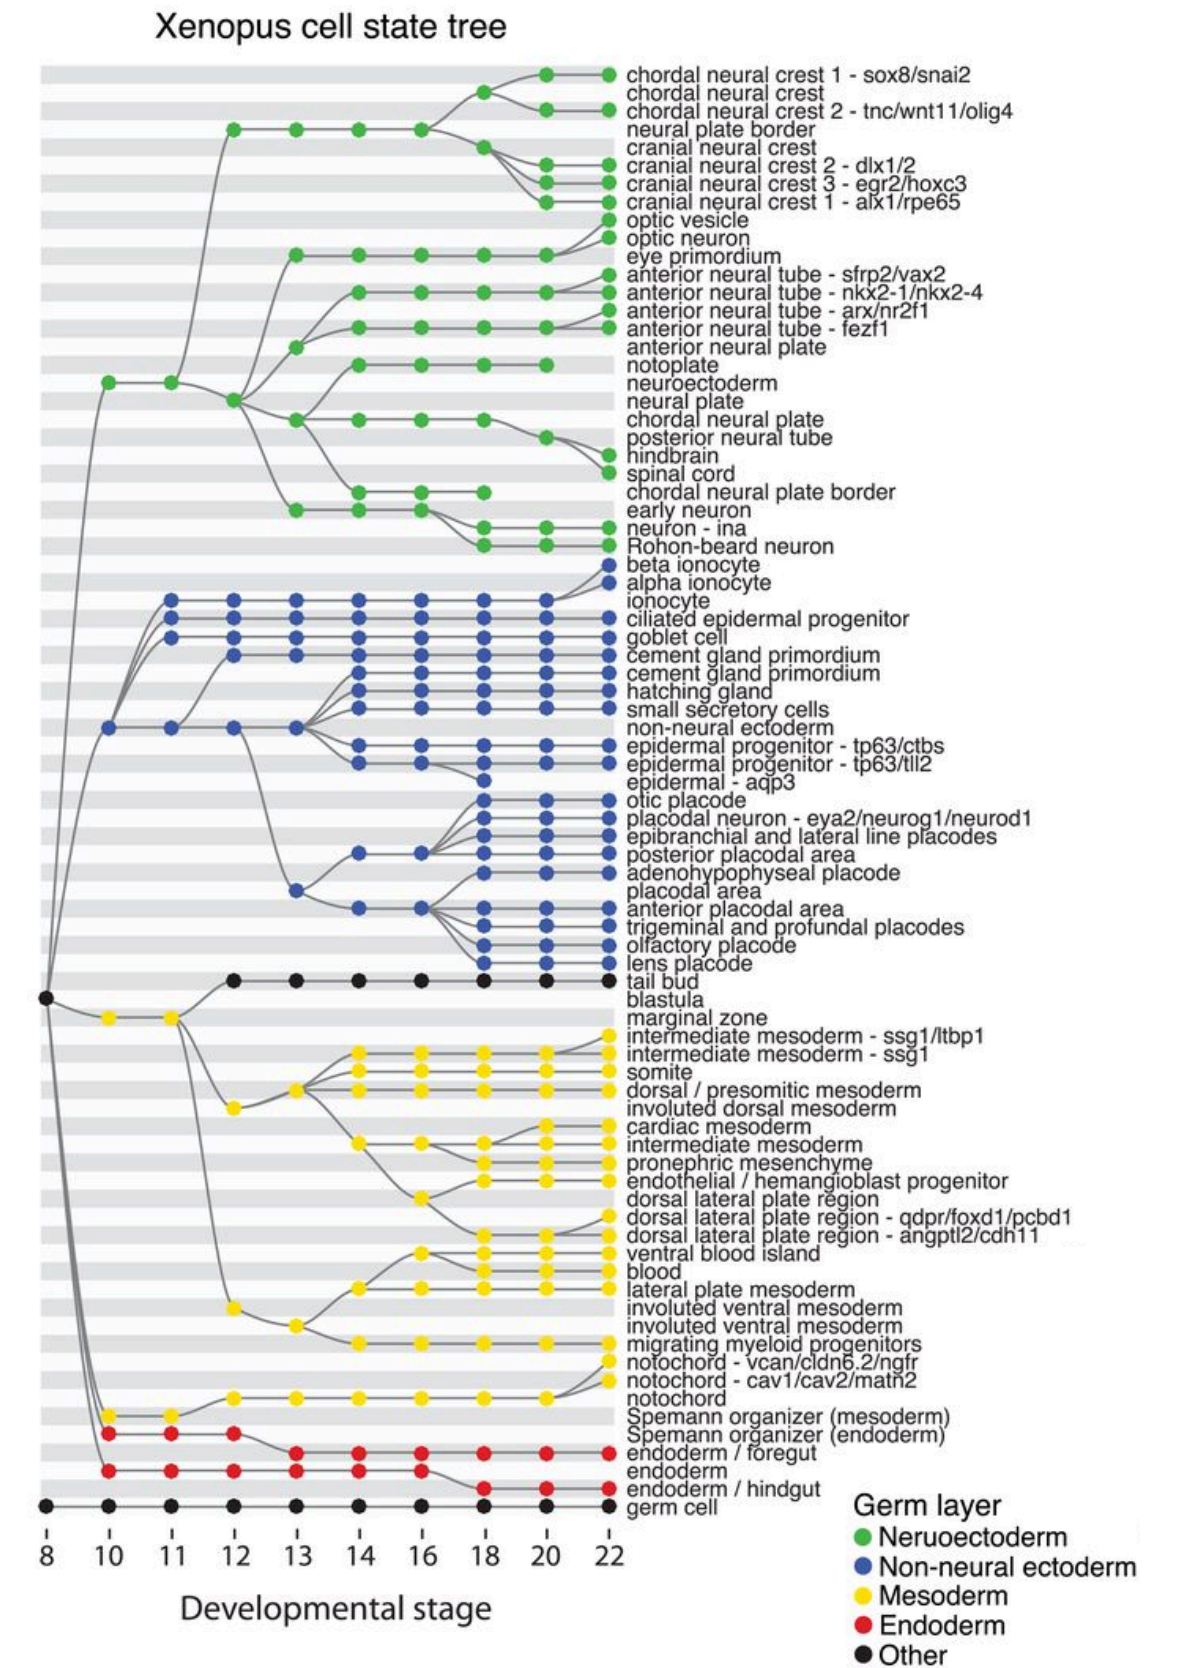 Xenopus cell state tree
chordal neural crest 1 - sox8/snai2
chordal neural crest
chordal neural crest 2 - tnc/wnt11/olig4
neural plate border
cranial neural crest
cranial neural crest 2 - dlx1/2
cranial neural crest 3 - egr2/hoxc3
cranial neural crest 1 - alx1/rpe65
optic vesicle
optic neuron
eye primordium
anterior neural tube - sfrp2/vax2
anterior neural tube - nkx2-1/nkx2-4
anterior neural tube - arx/nr2f1
anterior neural tube - fezf1
anterior neural plate
notoplate
neuroectoderm
neural plate
chordal neural plate
posterior neural tube
hindbrain
spinal cord
chordal neural plate border
early neuron
neuron - ina
Rohon-beard neuron
beta ionocyte
alpha ionocyte
ionocyte
ciliated epidermal progenitor
goblet cell
cement gland primordium
cement gland primordium
hatching gland
small secretory cells
non-neural ectoderm
epidermal progenitor - tp63/ctbs
epidermal progenitor - tp63/tll2
epidermal - aqp3
otic placode
placodal neuron - eya2/neurog1/neurod1
epibranchial and lateral line placodes
posterior placodal area
adenohypophyseal placode
placodal area
anterior placodal area
trigeminal and profundal placodes
olfactory placode
lens placode
tail bud
blastula
marginal zone
intermediate mesoderm - ssg1/ltbp1
intermediate mesoderm - ssg1
somite
dorsal / presomitic mesoderm
involuted dorsal mesoderm
cardiac mesoderm
intermediate mesoderm
pronephric mesenchyme
endothelial / hemangioblast progenitor
dorsal lateral plate region
dorsal lateral plate region - qdpr/foxd1/pcbd1
dorsal lateral plate region - angptl2/cdh11
ventral blood island
blood
lateral plate mesoderm
involuted ventral mesoderm
involuted ventral mesoderm
migrating myeloid progenitors
notochord - vcan/cldn6.2/ngfr
notochord - cav1/cav2/matn2
notochord
Spemann organizer (mesoderm)
Spemann organizer (endoderm)
endoderm / foregut
endoderm
endoderm / hindgut
germ cell
8 10 11 12 13 14 16 18 20 22
Developmental stage
Germ layer
Neruoectoderm
Non-neural ectoderm
Mesoderm
Endoderm
Other